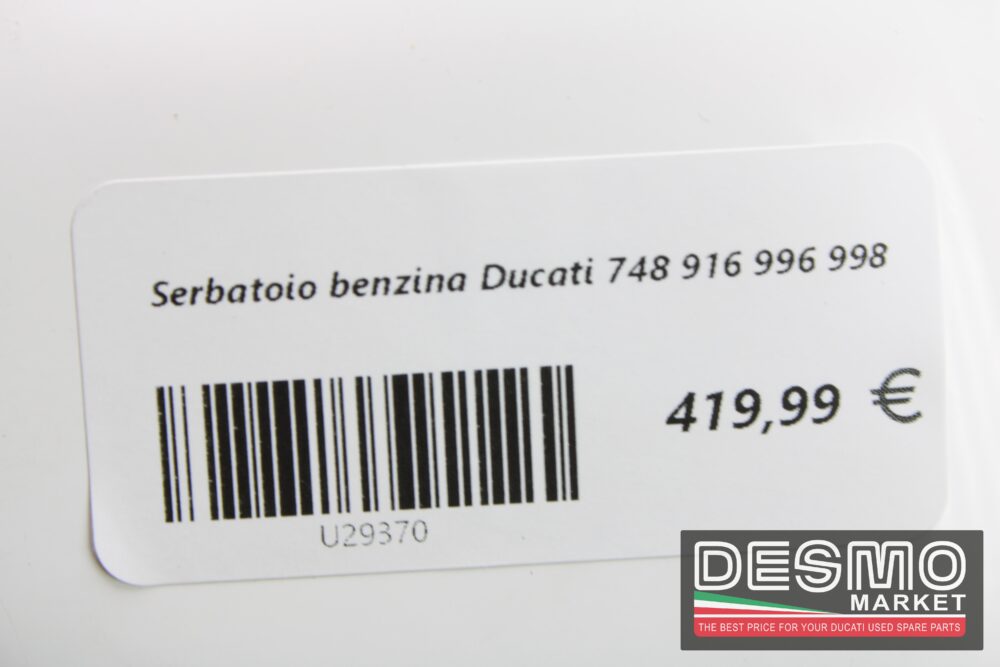 Serbatoio benzina Ducati 748 916 996 998
419,99 €
U29370
DESMO
MARKET
THE BEST PRICE FOR YOUR DUCATI USED SPARE PARTS